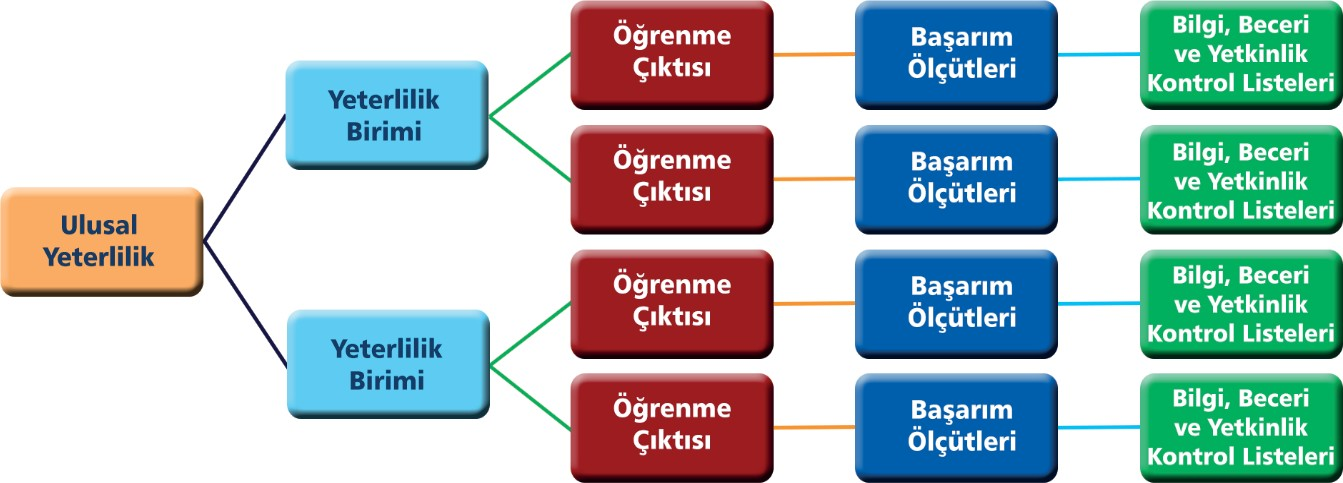 Ulusal
Yeterlilik
Yeterlilik
Birimi
Yeterlilik
Birimi
Öğrenme
Çıktısı
Başarım
Ölçütleri
Bilgi, Beceri
ve Yetkinlik
Kontrol Listeleri
Öğrenme
Çıktısı
Başarım
Ölçütleri
Bilgi, Beceri
ve Yetkinlik
Kontrol Listeleri
Öğrenme
Çıktısı
Başarım
Ölçütleri
Bilgi, Beceri
ve Yetkinlik
Kontrol Listeleri
Öğrenme
Çıktısı
Başarım
Ölçütleri
Bilgi, Beceri
ve Yetkinlik
Kontrol Listeleri